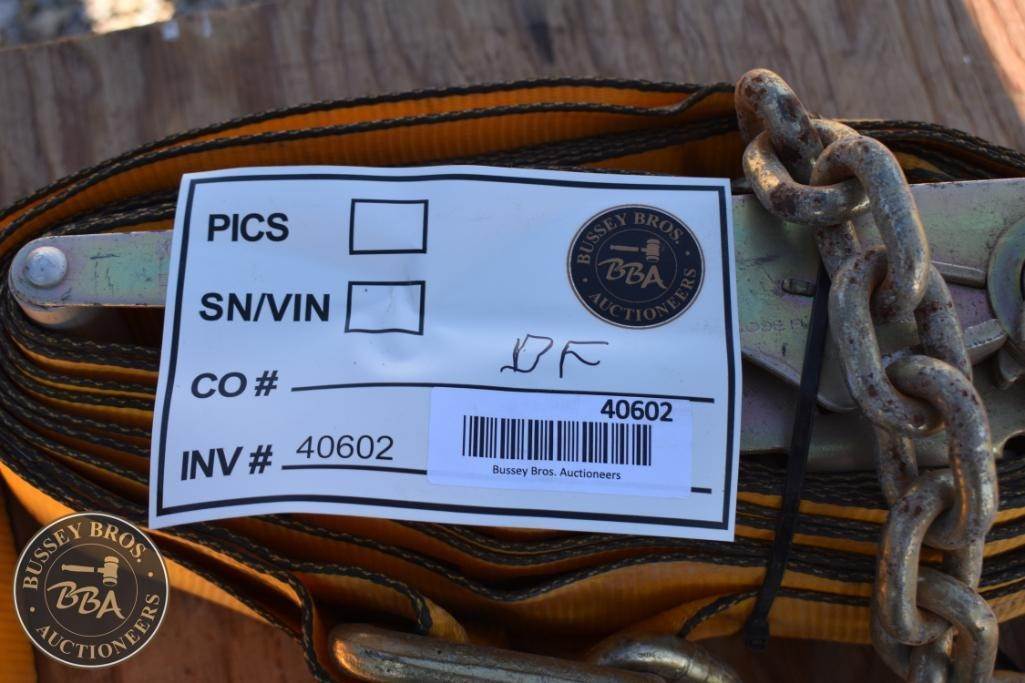 PICS
SN/VIN
CO #
INV # 40602
BUSSEY BROS.
BBA
AUCTIONEERS
DF
40602
Bussey Bros. Auctioneers
BUSSEY BROS.
BBA
AUCTIONEERS